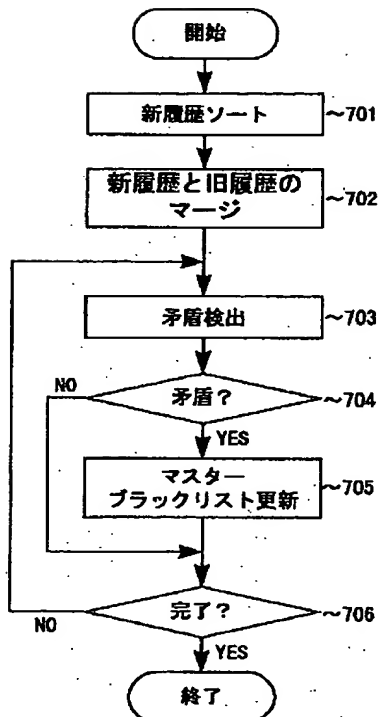 開始
新履歴ソート
~701
新履歴と旧履歴の
マージ
~702
矛盾検出
~703
NO
矛盾?
~704
YES
マスター
ブラックリスト更新
~705
完了?
~706
NO
YES
終了